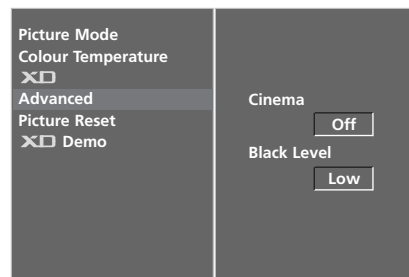 Picture Mode
Colour Temperature
XD
Advanced
Picture Reset
XD Demo
Cinema
Off
Black Level
Low